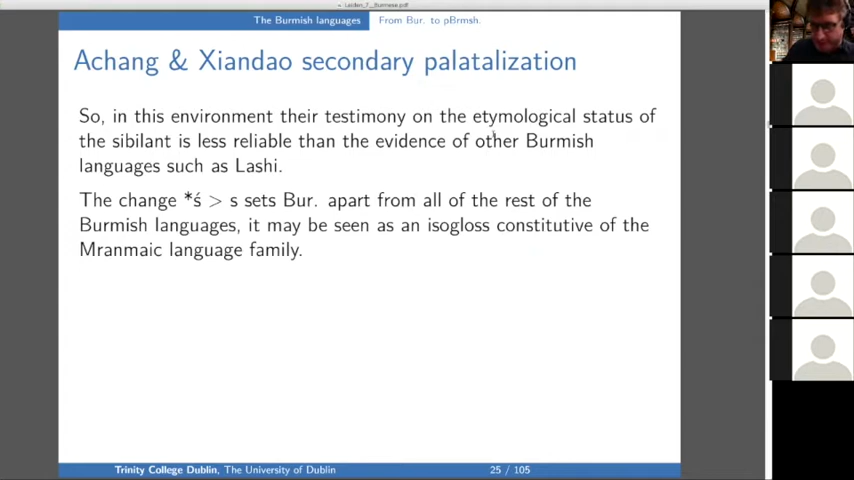 Leiden_7__Burmese.pdf
The Burmish languages
From Bur. to pBrmsh.
Achang & Xiandao secondary palatalization
So, in this environment their testimony on the etymological status of
the sibilant is less reliable than the evidence of other Burmish
languages such as Lashi.
The change *ś > s sets Bur. apart from all of the rest of the
Burmish languages, it may be seen as an isogloss constitutive of the
Mranmaic language family.
Trinity College Dublin, The University of Dublin
25 / 105